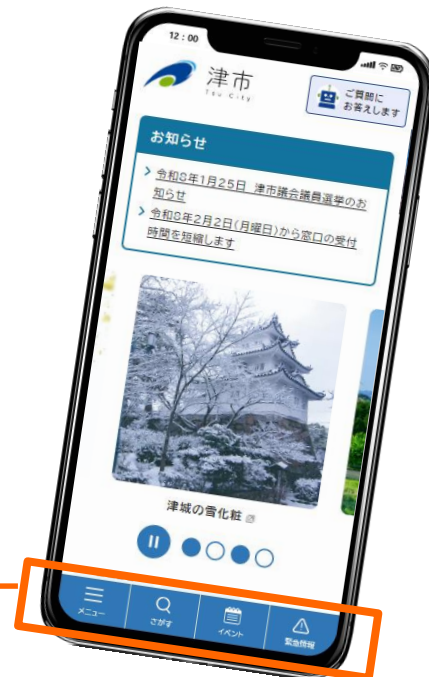 12:00
津市
Tsu City
ご質問に
お答えします
お知らせ
令和8年1月25日 津市議会議員選挙のお
知らせ
令和8年2月2日(月曜日)から窓口の受付
時間を短縮します
津城の雪化粧
メニュー
さがす
イベント
緊急情報